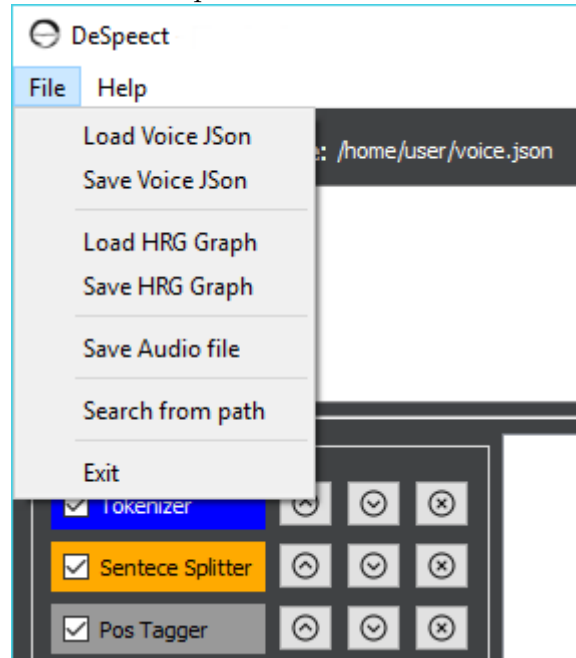 DeSpeect
File Help
Load Voice JSon
: /home/user/voice.json
Save Voice JSon
Load HRG Graph
Save HRG Graph
Save Audio file
Search from path
Exit
Tokenizer
Sentece Splitter
Pos Tagger